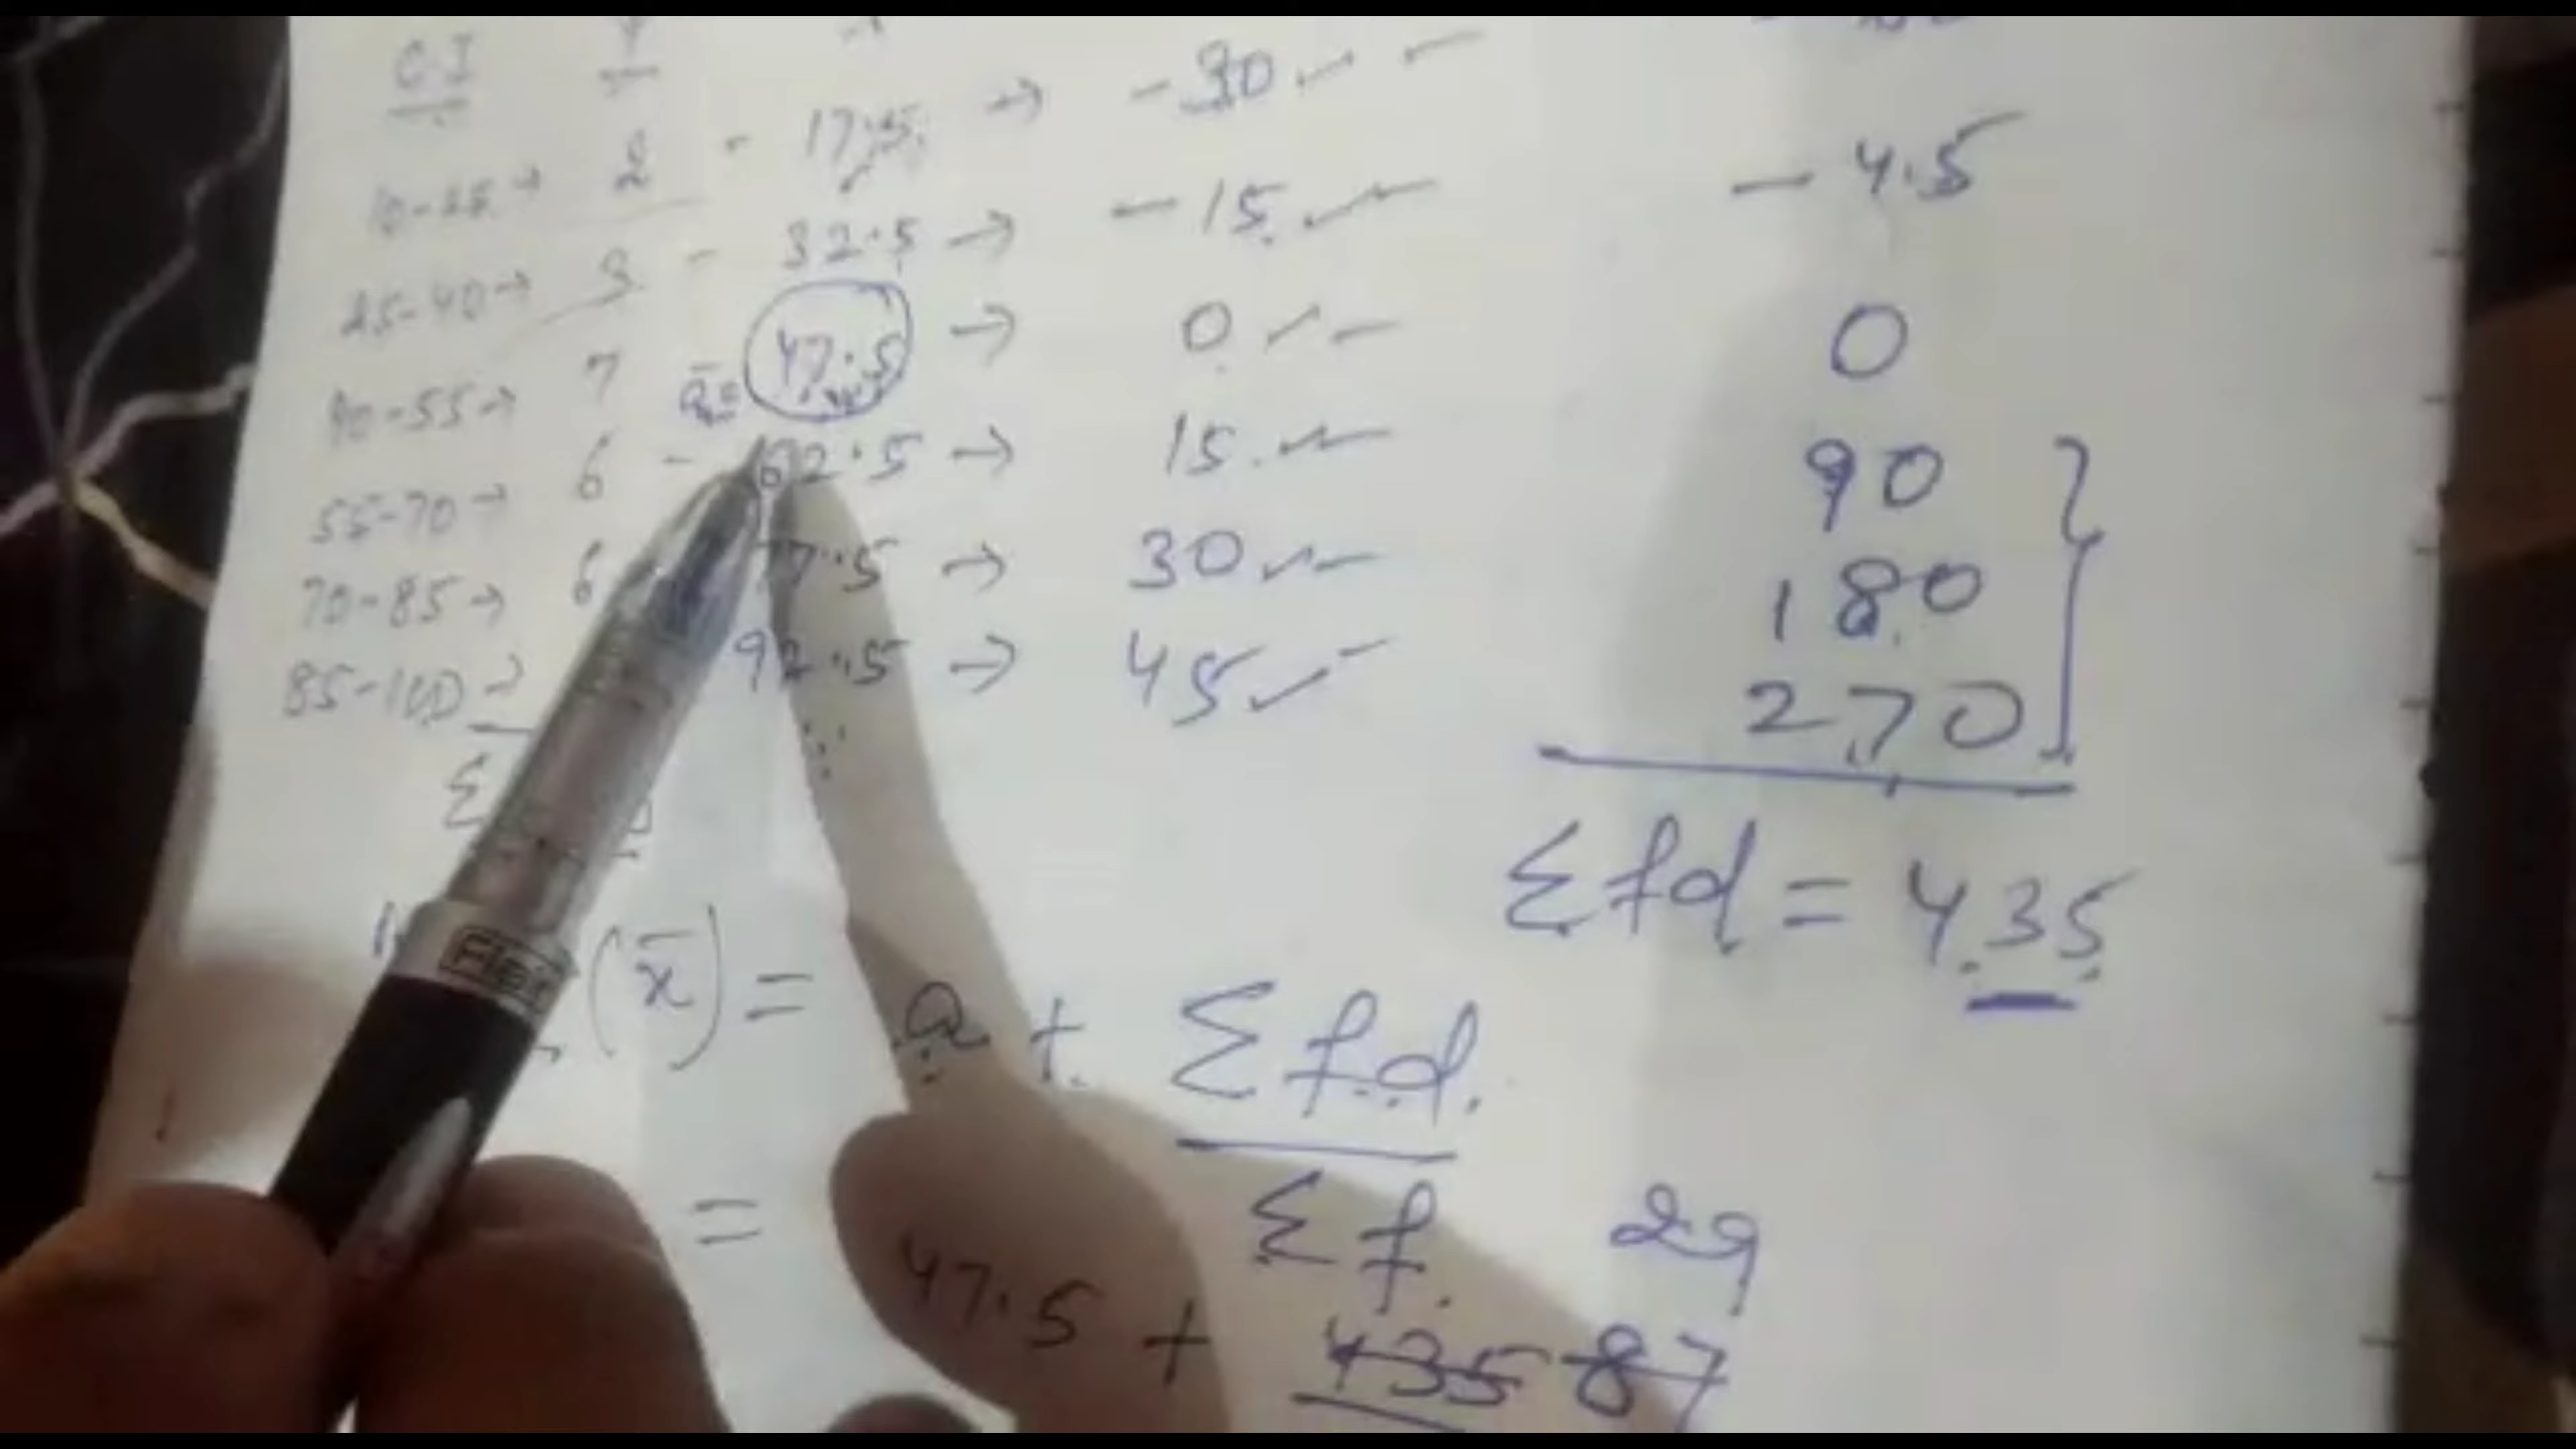 C.I f
10-25 → 2 - 17.5 → -30
25-40 → 3 - 32.5 → -15 -4.5
40-55 → 7 a = 47.5 → 0 0
55-70 → 6 - 62.5 → 15 90
70-85 → 6 77.5 → 30 180
85-100 → 92.5 → 45 270
Σfd = 435
(x̄) = a + Σfd
Σf 29
= 47.5 + 435 87
Flair